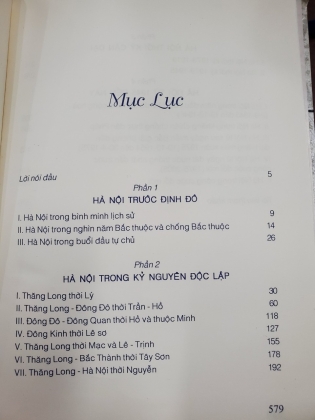 Mục Lục
Lời nói đầu 5
Phần 1
HÀ NỘI TRƯỚC ĐỊNH ĐÔ
I. Hà Nội trong bình minh lịch sử 9
II. Hà Nội trong nghìn năm Bắc thuộc và chống Bắc thuộc 14
III. Hà Nội trong buổi đầu tự chủ 26
Phần 2
HÀ NỘI TRONG KỶ NGUYÊN ĐỘC LẬP
I. Thăng Long thời Lý 30
II. Thăng Long - Đông Đô thời Trần - Hồ 60
III. Đông Đô - Đông Quan thời Hồ và thuộc Minh 118
IV. Đông Kinh thời Lê sơ 127
V. Thăng Long thời Mạc và Lê - Trịnh 155
VI. Thăng Long - Bắc Thành thời Tây Sơn 178
VII. Thăng Long - Hà Nội thời Nguyễn 192
579